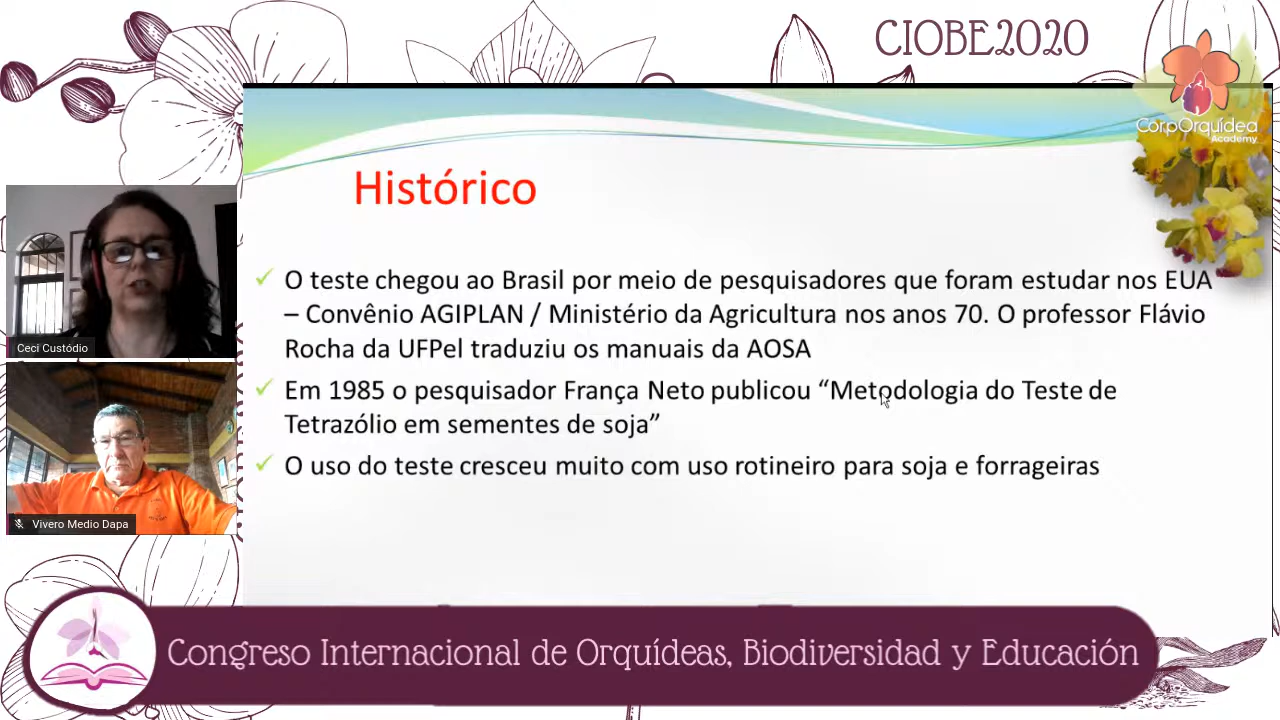 CIOBE2020
CorpOrquídea
Academy
Histórico
O teste chegou ao Brasil por meio de pesquisadores que foram estudar nos EUA
– Convênio AGIPLAN / Ministério da Agricultura nos anos 70. O professor Flávio
Rocha da UFPel traduziu os manuais da AOSA
Em 1985 o pesquisador França Neto publicou “Metodologia do Teste de
Tetrazólio em sementes de soja”
O uso do teste cresceu muito com uso rotineiro para soja e forrageiras
Ceci Custódio
Vivero Medio Dapa
Congreso Internacional de Orquídeas, Biodiversidad y Educación